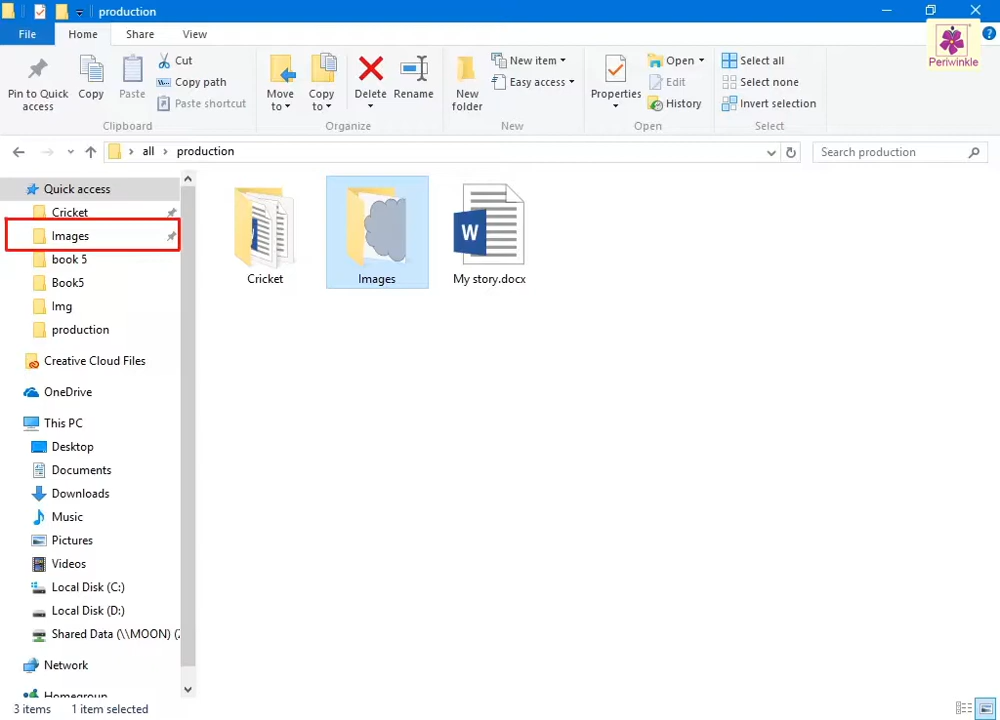 production
File
Home
Share
View
Periwinkle
Pin to Quick access
Copy
Paste
Cut
Copy path
Paste shortcut
Clipboard
Move to
Copy to
Delete
Rename
Organize
New folder
New item
Easy access
New
Properties
Open
Edit
History
Open
Select all
Select none
Invert selection
Select
all
production
Search production
Quick access
Cricket
Images
book 5
Book5
Img
production
Creative Cloud Files
OneDrive
This PC
Desktop
Documents
Downloads
Music
Pictures
Videos
Local Disk (C:)
Local Disk (D:)
Shared Data (\\MOON) (
Network
Homegroup
Cricket
Images
W
My story.docx
3 items
1 item selected